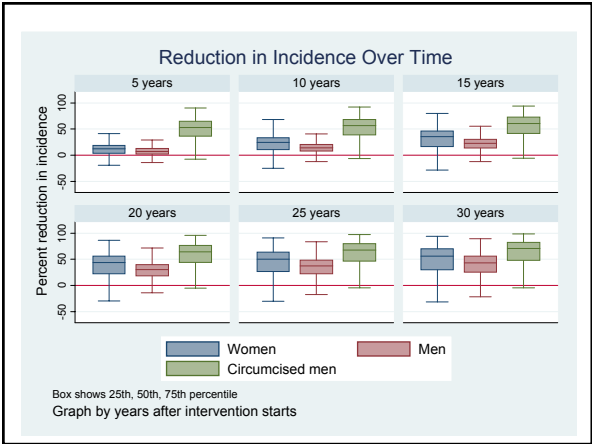 Reduction in Incidence Over Time
5 years 10 years 15 years
Percent reduction in incidence
100
50
0
-50
20 years 25 years 30 years
100
50
0
-50
Women Men
Circumcised men
Box shows 25th, 50th, 75th percentile
Graph by years after intervention starts